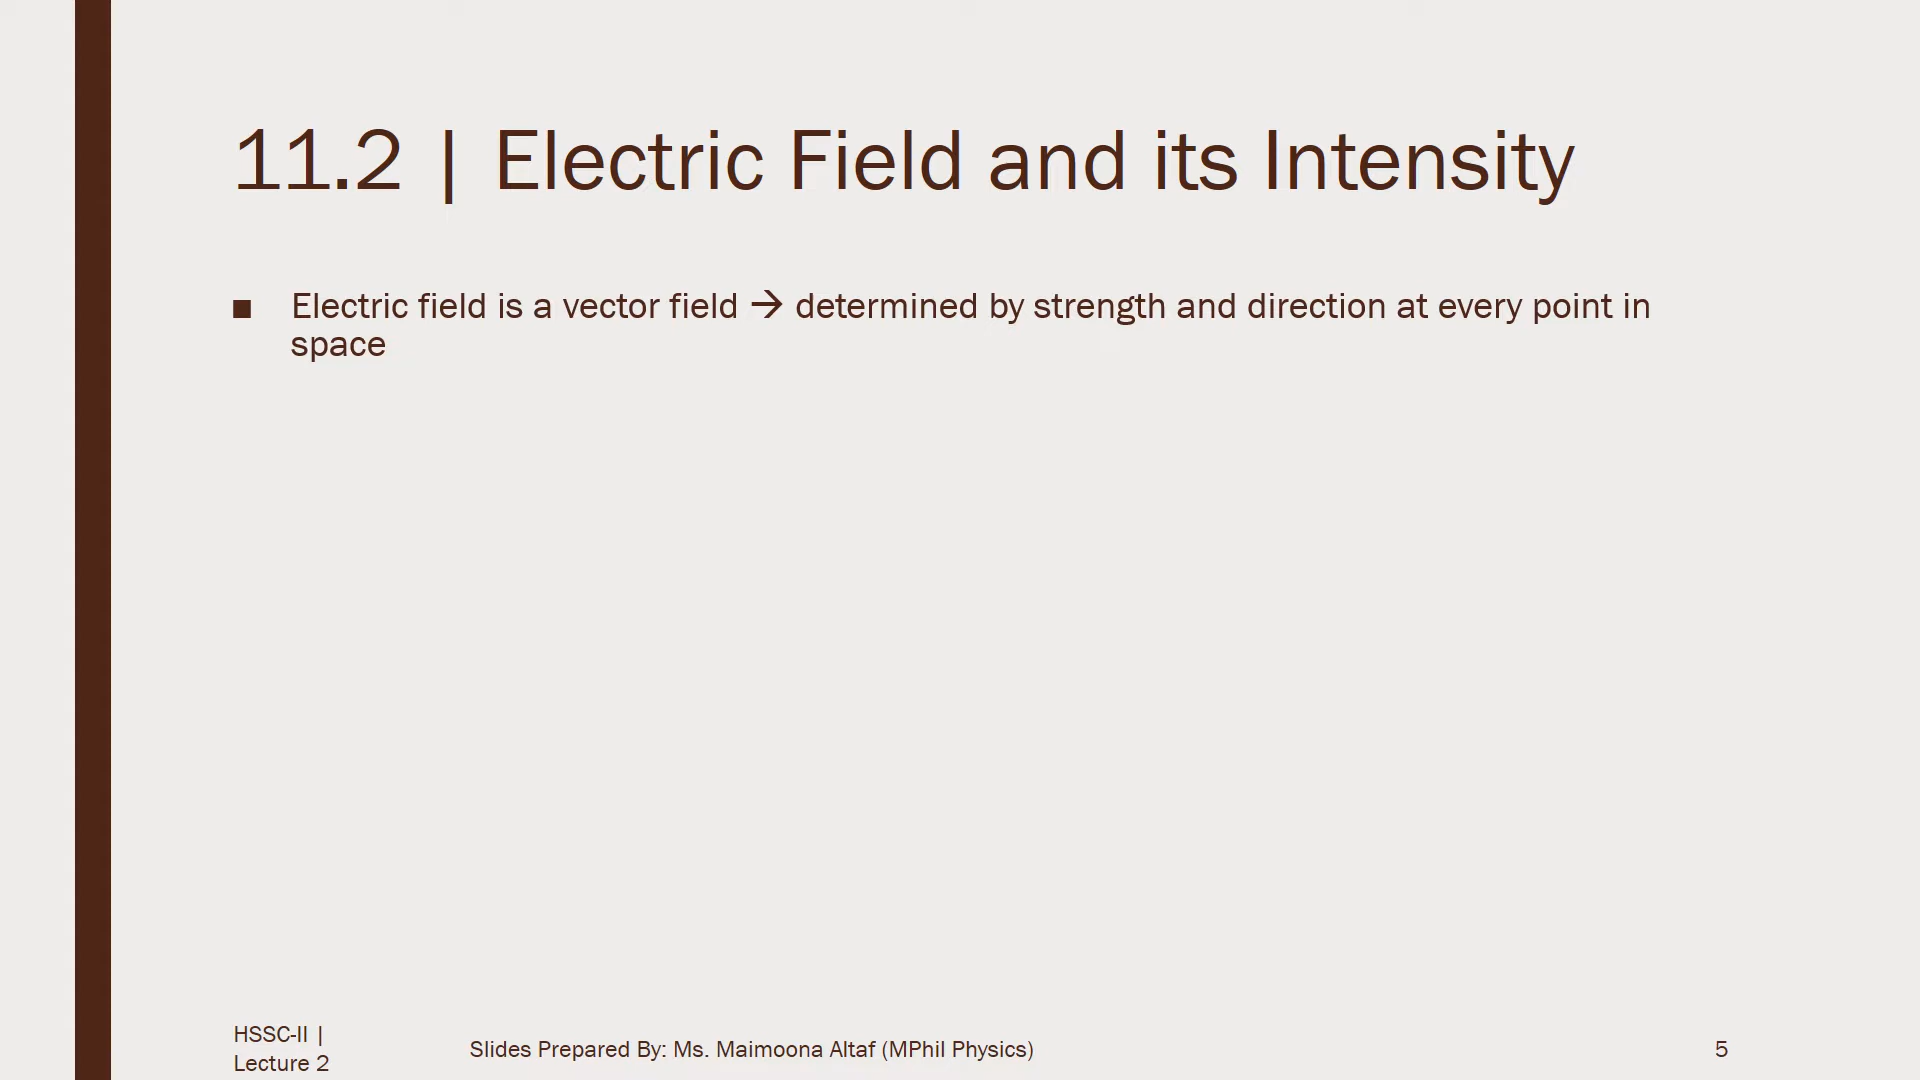 11.2 | Electric Field and its Intensity
■ Electric field is a vector field → determined by strength and direction at every point in
space
HSSC-II |
Lecture 2
Slides Prepared By: Ms. Maimoona Altaf (MPhil Physics)
5